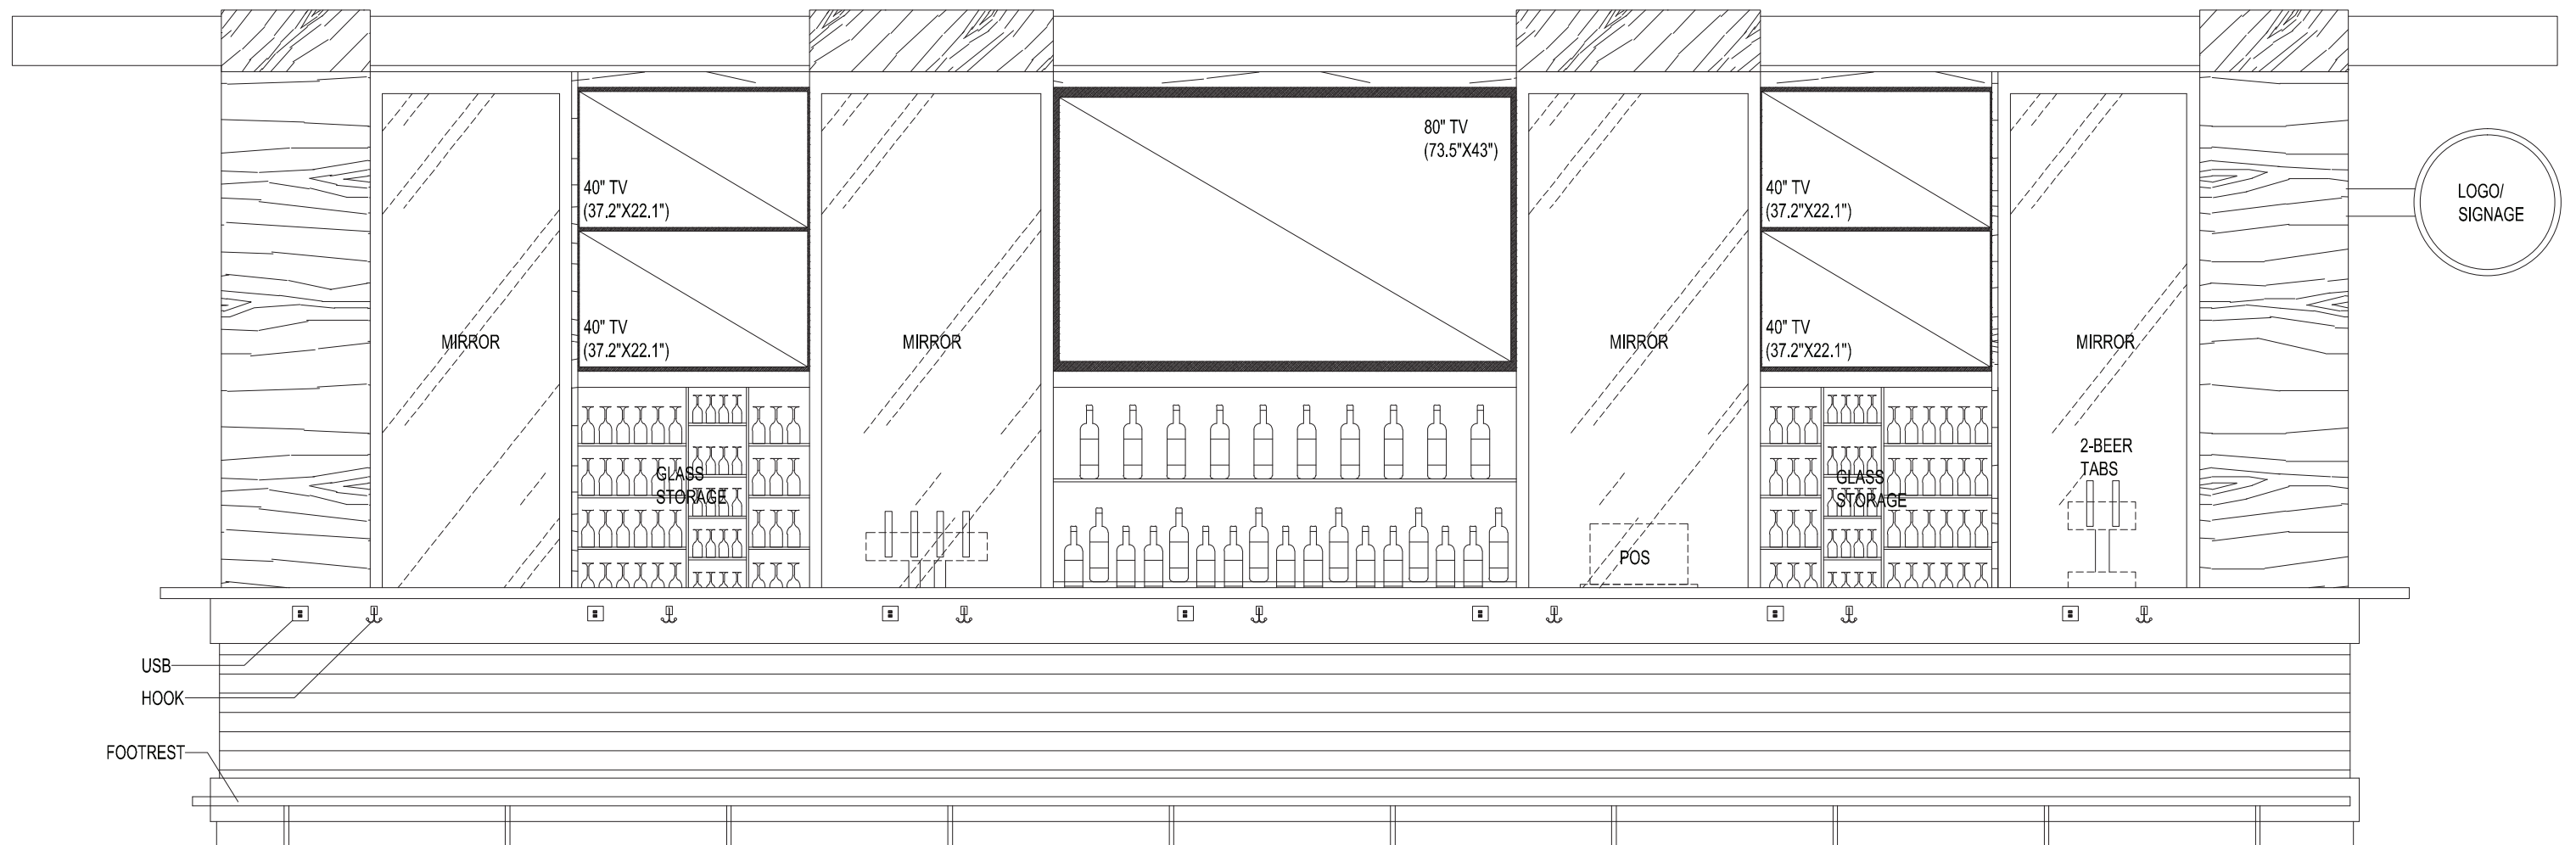 80" TV
(73.5"X43")
40" TV
(37.2"X22.1")
40" TV
(37.2"X22.1")
LOGO/
SIGNAGE
MIRROR
40" TV
(37.2"X22.1")
MIRROR
MIRROR
40" TV
(37.2"X22.1")
MIRROR
GLASS
STORAGE
GLASS
STORAGE
2-BEER
TABS
POS
USB
HOOK
FOOTREST